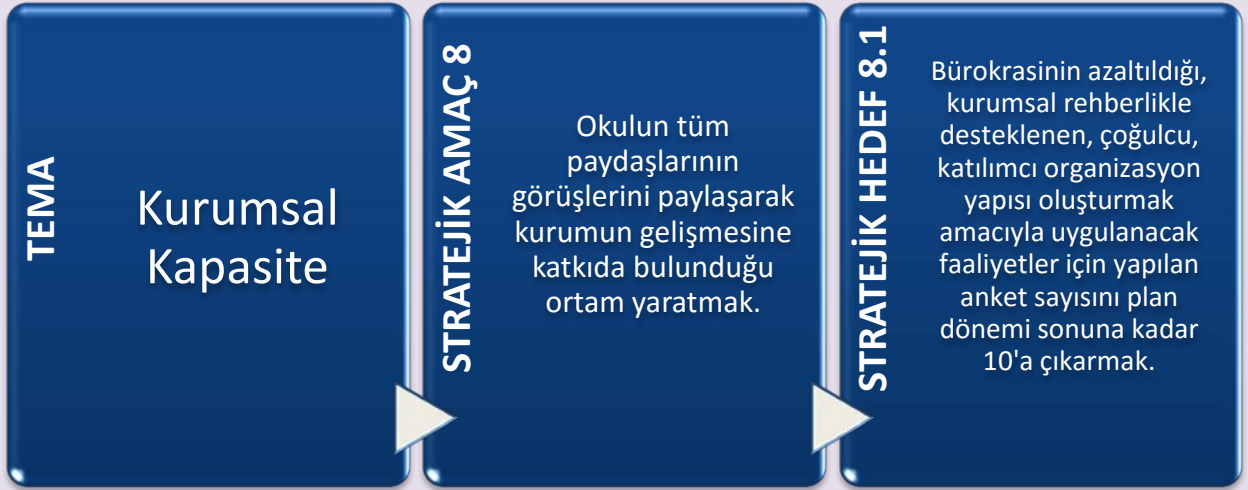 TEMA
Kurumsal
Kapasite
STRATEJİK AMAÇ 8
Okulun tüm
paydaşlarının
görüşlerini paylaşarak
kurumun gelişmesine
katkıda bulunduğu
ortam yaratmak.
STRATEJİK HEDEF 8.1
Bürokrasinin azaltıldığı,
kurumsal rehberlikle
desteklenen, çoğulcu,
katılımcı organizasyon
yapısı oluşturmak
amacıyla uygulanacak
faaliyetler için yapılan
anket sayısını plan
dönemi sonuna kadar
10'a çıkarmak.